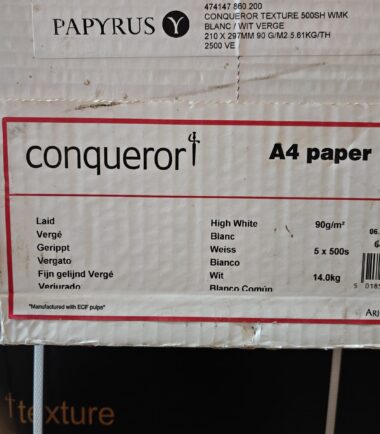 PAPYRUS
474147 860.200
CONQUEROR TEXTURE 500SH WMK
BLANC / WIT VERGE
210 X 297MM 90 G/M2 5.61KG/TH
2500 VE
conqueror
A4 paper
Laid High White 90g/m²
Vergé Blanc
Gerippt Weiss 5 x 500s
Vergato Bianco
Fijn gelijnd Vergé Wit 14.0kg
Verjurado Blanco Común
06.
"Manufactured with ECF pulps"
texture